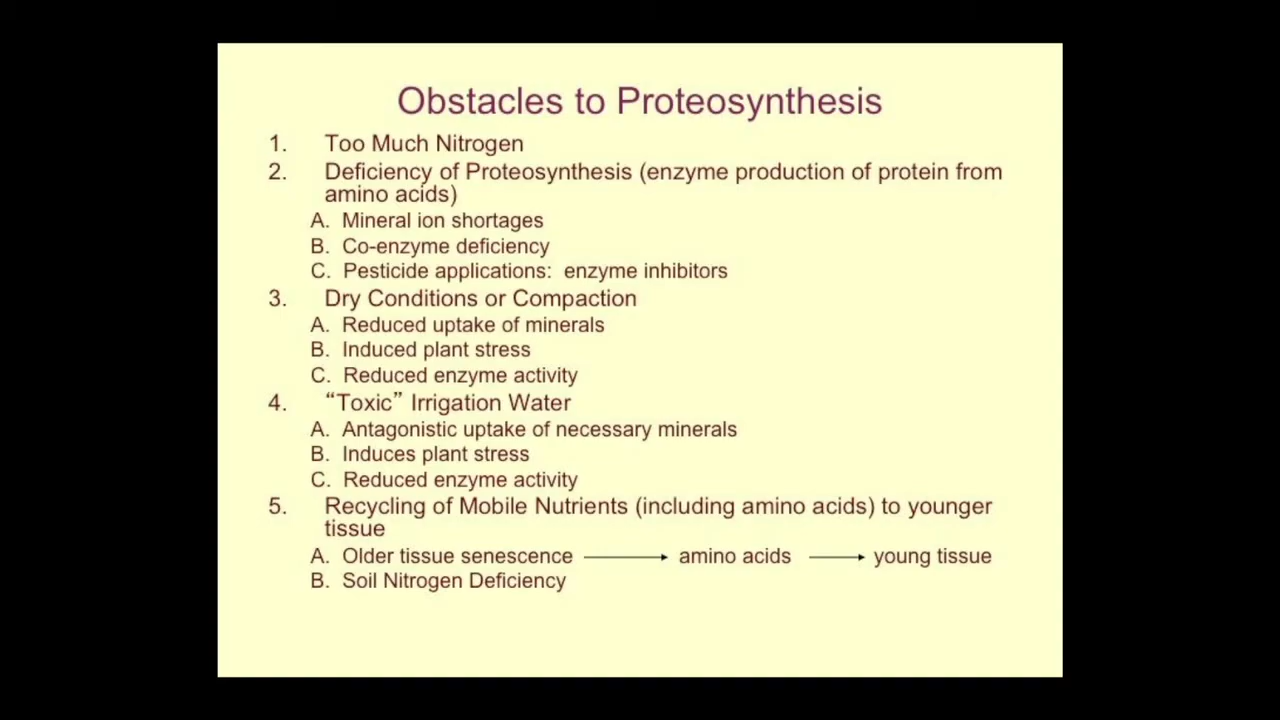 Obstacles to Proteosynthesis
1. Too Much Nitrogen
2. Deficiency of Proteosynthesis (enzyme production of protein from
amino acids)
A. Mineral ion shortages
B. Co-enzyme deficiency
C. Pesticide applications: enzyme inhibitors
3. Dry Conditions or Compaction
A. Reduced uptake of minerals
B. Induced plant stress
C. Reduced enzyme activity
4. “Toxic” Irrigation Water
A. Antagonistic uptake of necessary minerals
B. Induces plant stress
C. Reduced enzyme activity
5. Recycling of Mobile Nutrients (including amino acids) to younger
tissue
A. Older tissue senescence → amino acids → young tissue
B. Soil Nitrogen Deficiency